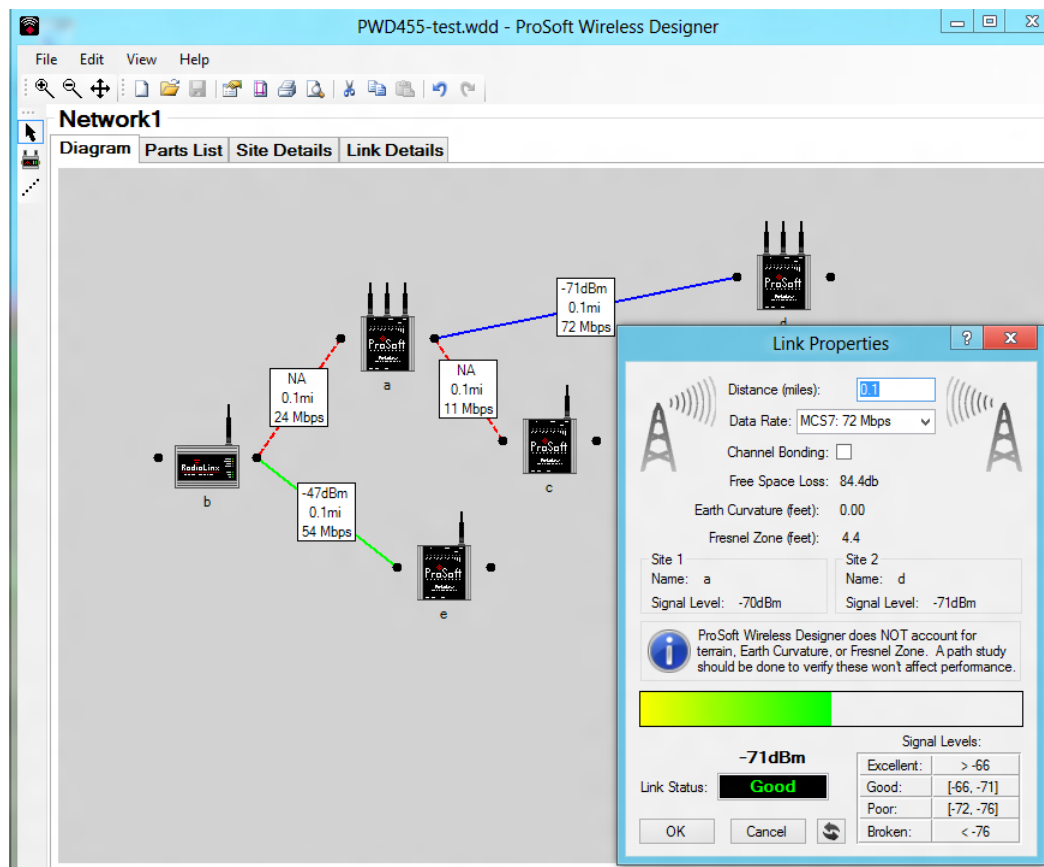 PWD455-test.wdd - ProSoft Wireless Designer
File Edit View Help
Network1
Diagram Parts List Site Details Link Details
-71dBm
0.1mi
72 Mbps
ProSoft
d
ProSoft
a
NA
0.1mi
24 Mbps
NA
0.1mi
11 Mbps
RadioLinx
b
ProSoft
c
-47dBm
0.1mi
54 Mbps
ProSoft
e
Link Properties
Distance (miles): 0.1
Data Rate: MCS7: 72 Mbps
Channel Bonding:
Free Space Loss: 84.4db
Earth Curvature (feet): 0.00
Fresnel Zone (feet): 4.4
Site 1
Name: a
Signal Level: -70dBm
Site 2
Name: d
Signal Level: -71dBm
ProSoft Wireless Designer does NOT account for
terrain, Earth Curvature, or Fresnel Zone. A path study
should be done to verify these won't affect performance.
-71dBm
Link Status: Good
OK Cancel
Signal Levels:
Excellent: > -66
Good: [-66, -71]
Poor: [-72, -76]
Broken: < -76